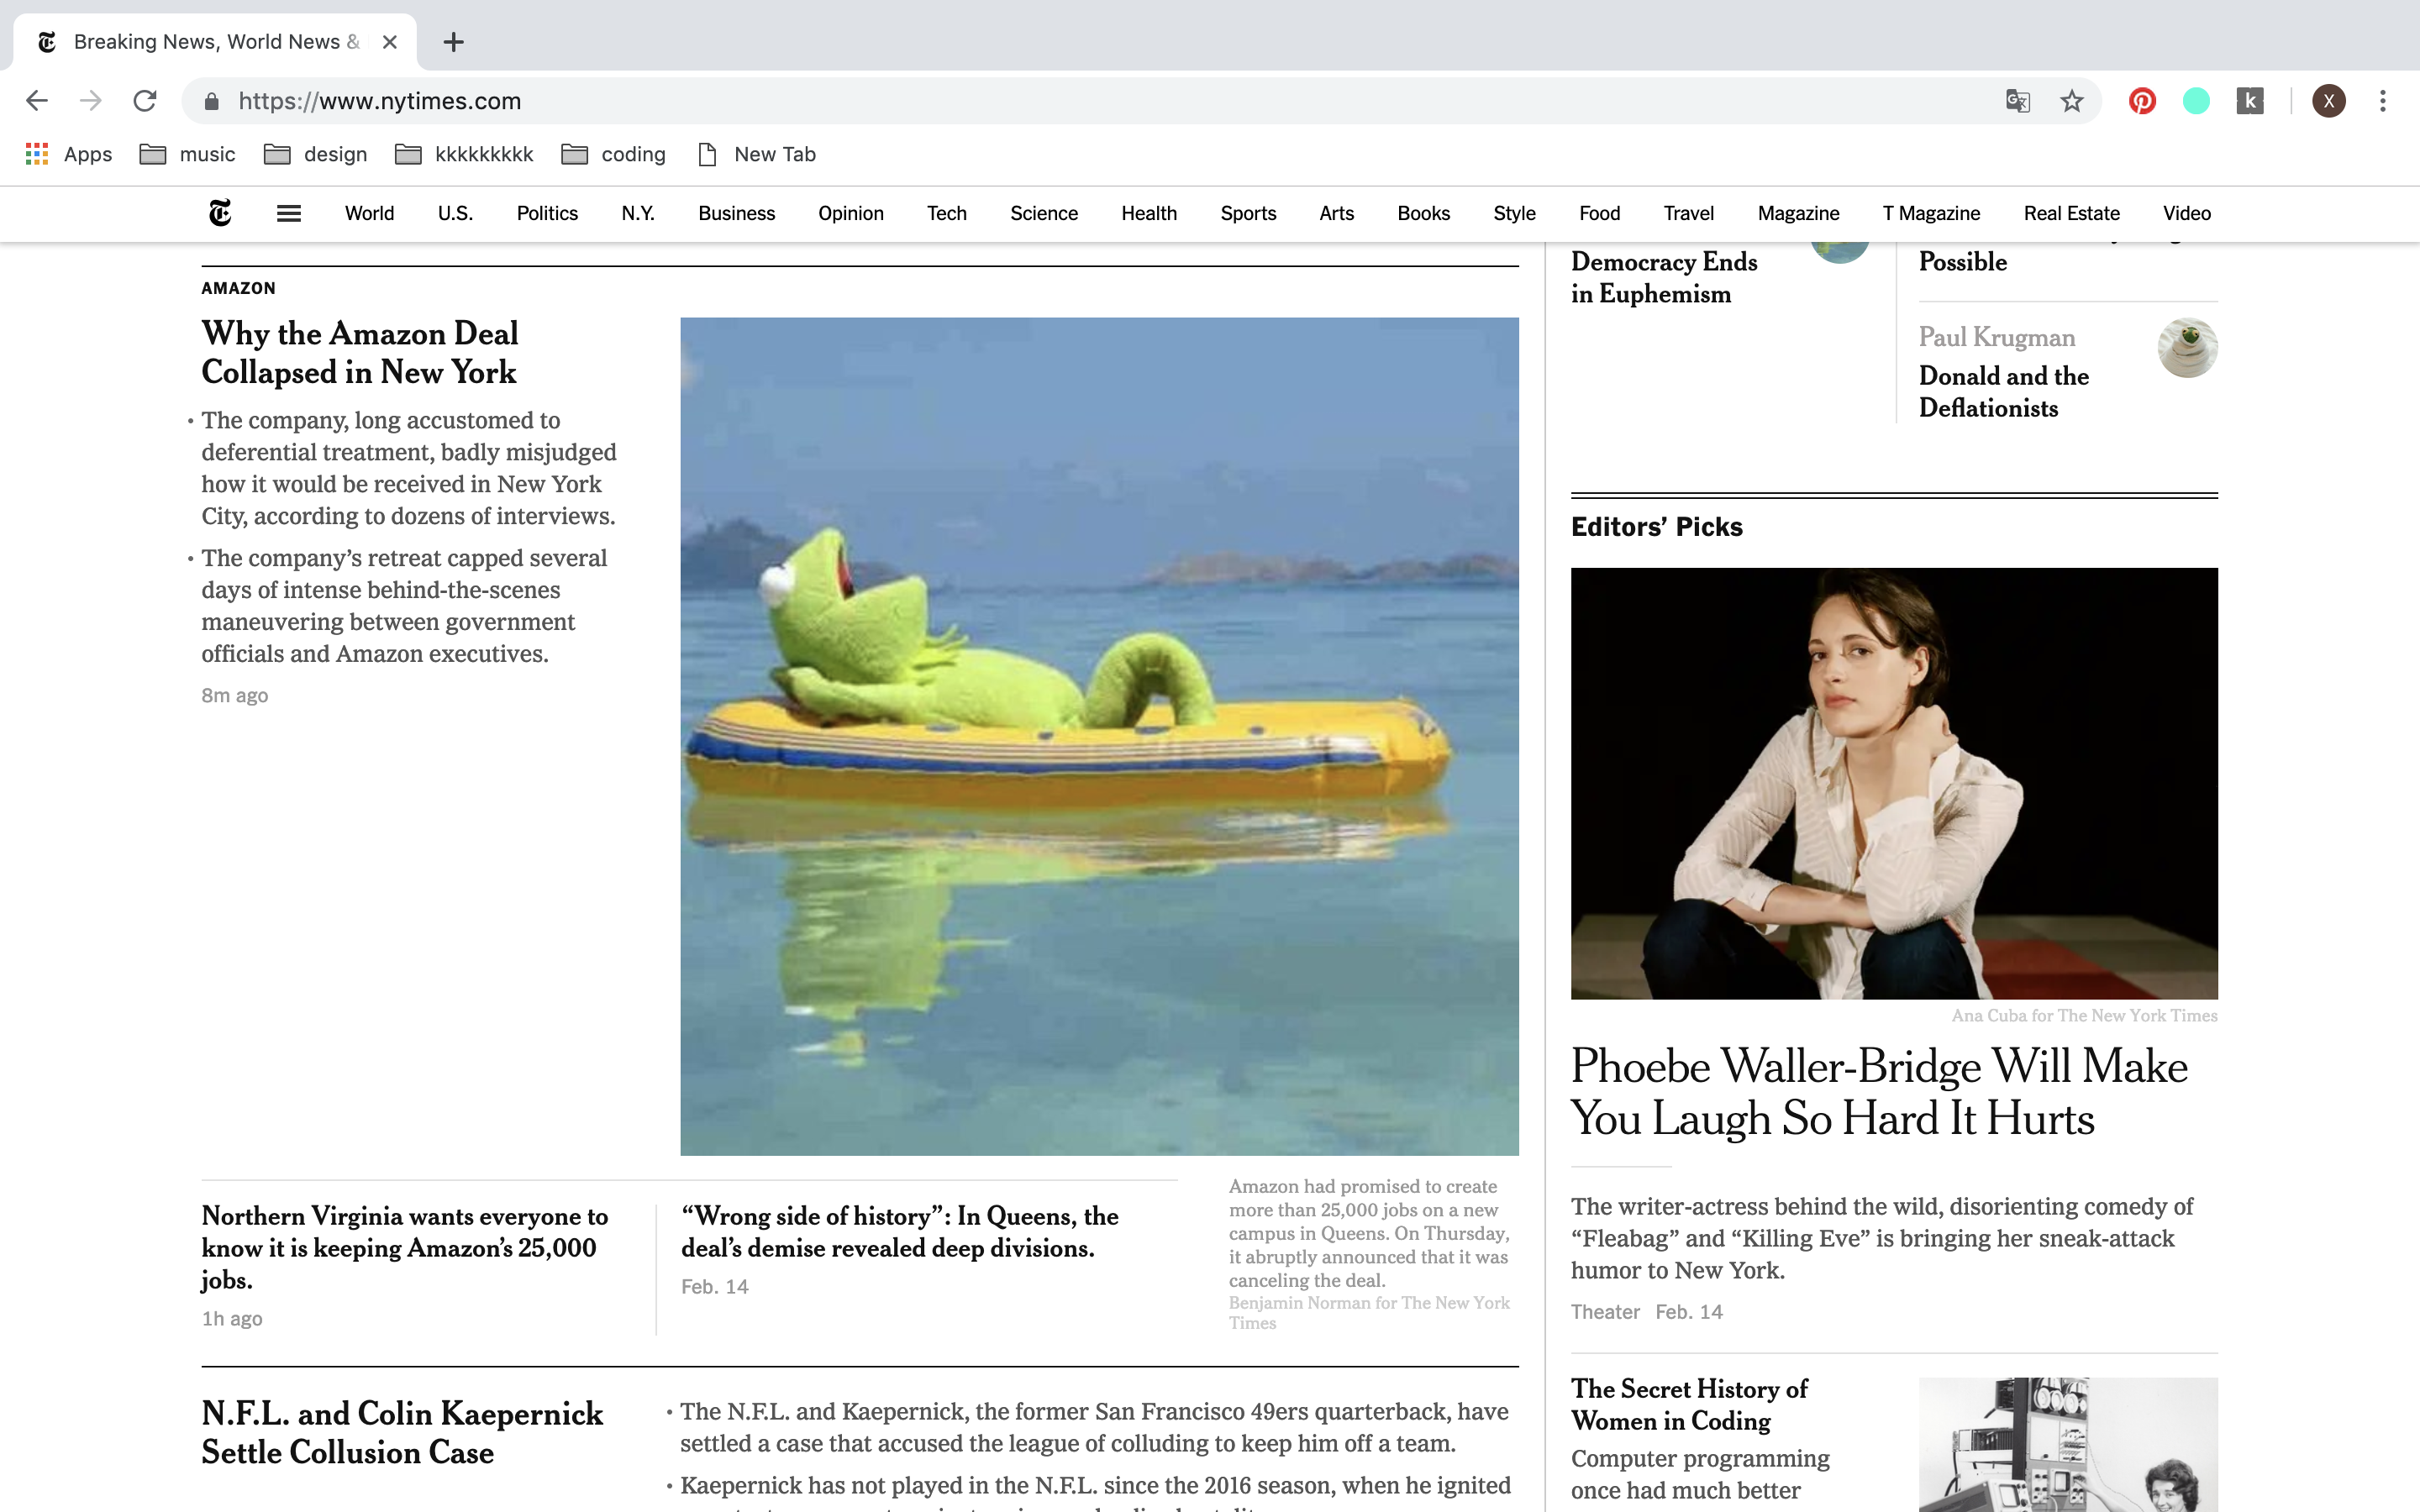 Breaking News, World News &
https://www.nytimes.com
X
Apps
music
design
kkkkkkkkk
coding
New Tab
World
U.S.
Politics
N.Y.
Business
Opinion
Tech
Science
Health
Sports
Arts
Books
Style
Food
Travel
Magazine
T Magazine
Real Estate
Video
AMAZON
Why the Amazon Deal
Collapsed in New York
• The company, long accustomed to
deferential treatment, badly misjudged
how it would be received in New York
City, according to dozens of interviews.
• The company’s retreat capped several
days of intense behind-the-scenes
maneuvering between government
officials and Amazon executives.
8m ago
Northern Virginia wants everyone to
know it is keeping Amazon’s 25,000
jobs.
1h ago
“Wrong side of history”: In Queens, the
deal’s demise revealed deep divisions.
Feb. 14
Amazon had promised to create
more than 25,000 jobs on a new
campus in Queens. On Thursday,
it abruptly announced that it was
canceling the deal.
Benjamin Norman for The New York
Times
N.F.L. and Colin Kaepernick
Settle Collusion Case
• The N.F.L. and Kaepernick, the former San Francisco 49ers quarterback, have
settled a case that accused the league of colluding to keep him off a team.
• Kaepernick has not played in the N.F.L. since the 2016 season, when he ignited
Democracy Ends
in Euphemism
Possible
Paul Krugman
Donald and the
Deflationists
Editors’ Picks
Ana Cuba for The New York Times
Phoebe Waller-Bridge Will Make
You Laugh So Hard It Hurts
The writer-actress behind the wild, disorienting comedy of
“Fleabag” and “Killing Eve” is bringing her sneak-attack
humor to New York.
Theater Feb. 14
The Secret History of
Women in Coding
Computer programming
once had much better